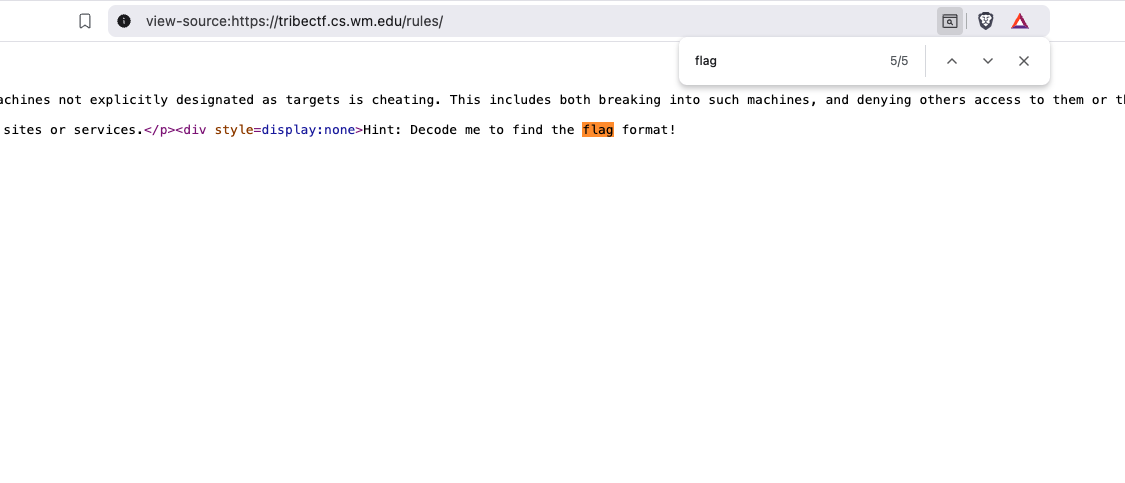 view-source:https://tribectf.cs.wm.edu/rules/
flag 5/5
achines not explicitly designated as targets is cheating. This includes both breaking into such machines, and denying others access to them or th
sites or services.</p><div style=display:none>Hint: Decode me to find the flag format!